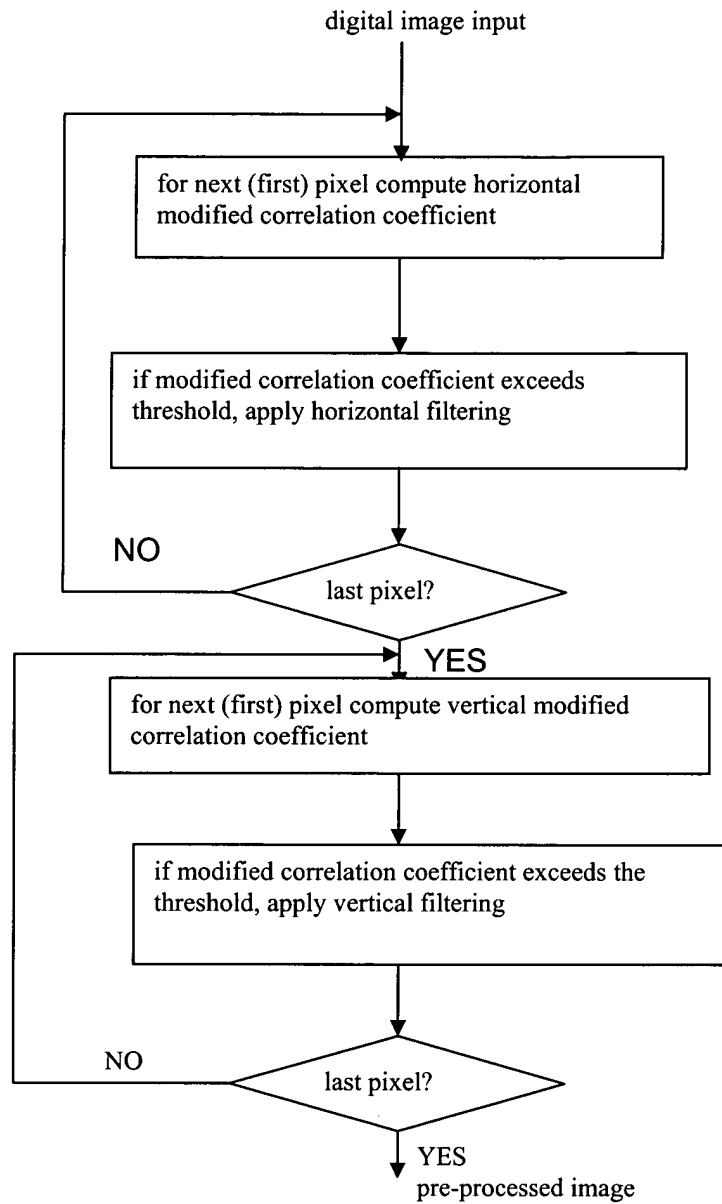 digital image input
for next (first) pixel compute horizontal
modified correlation coefficient
if modified correlation coefficient exceeds
threshold, apply horizontal filtering
NO
last pixel?
YES
for next (first) pixel compute vertical modified
correlation coefficient
if modified correlation coefficient exceeds the
threshold, apply vertical filtering
NO
last pixel?
YES
pre-processed image